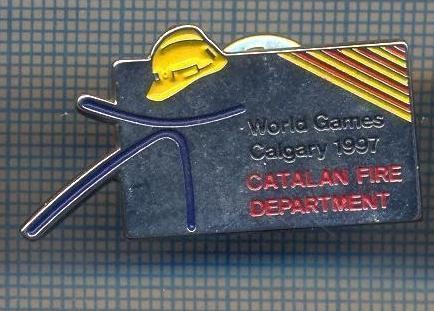 World Games
Calgary 1997
CATALAN FIRE
DEPARTMENT